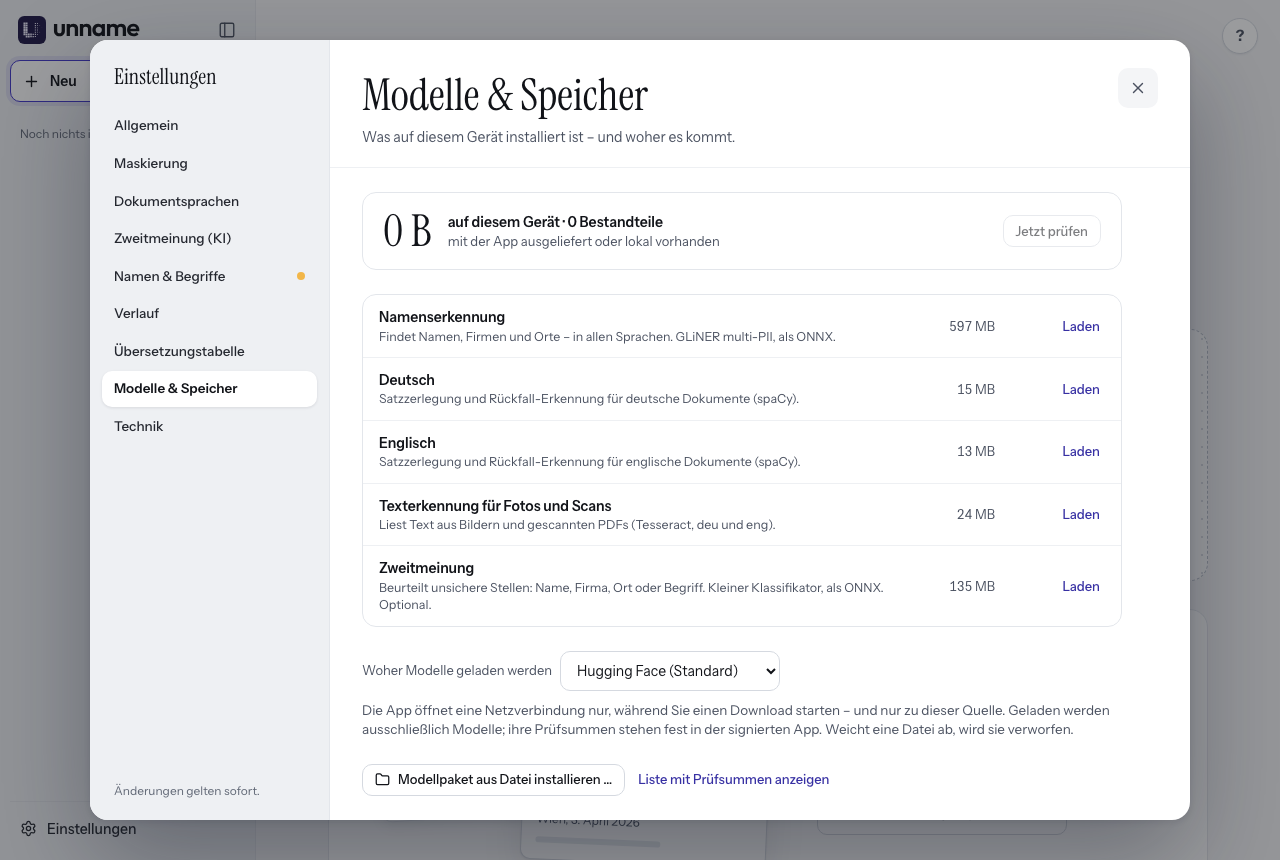 unname
?
Neu
Noch nichts
Einstellungen
Allgemein
Maskierung
Dokumentsprachen
Zweitmeinung (KI)
Namen & Begriffe
Verlauf
Übersetzungstabelle
Modelle & Speicher
Technik
Änderungen gelten sofort.
Modelle & Speicher
Was auf diesem Gerät installiert ist – und woher es kommt.
0 B
auf diesem Gerät · 0 Bestandteile
mit der App ausgeliefert oder lokal vorhanden
Jetzt prüfen
Namenserkennung
Findet Namen, Firmen und Orte – in allen Sprachen. GLiNER multi-PII, als ONNX.
597 MB
Laden
Deutsch
Satzzerlegung und Rückfall-Erkennung für deutsche Dokumente (spaCy).
15 MB
Laden
Englisch
Satzzerlegung und Rückfall-Erkennung für englische Dokumente (spaCy).
13 MB
Laden
Texterkennung für Fotos und Scans
Liest Text aus Bildern und gescannten PDFs (Tesseract, deu und eng).
24 MB
Laden
Zweitmeinung
Beurteilt unsichere Stellen: Name, Firma, Ort oder Begriff. Kleiner Klassifikator, als ONNX.
Optional.
135 MB
Laden
Woher Modelle geladen werden
Hugging Face (Standard)
Die App öffnet eine Netzverbindung nur, während Sie einen Download starten – und nur zu dieser Quelle. Geladen werden
ausschließlich Modelle; ihre Prüfsummen stehen fest in der signierten App. Weicht eine Datei ab, wird sie verworfen.
Modellpaket aus Datei installieren ...
Liste mit Prüfsummen anzeigen
Einstellungen
Wien, 3. April 2026